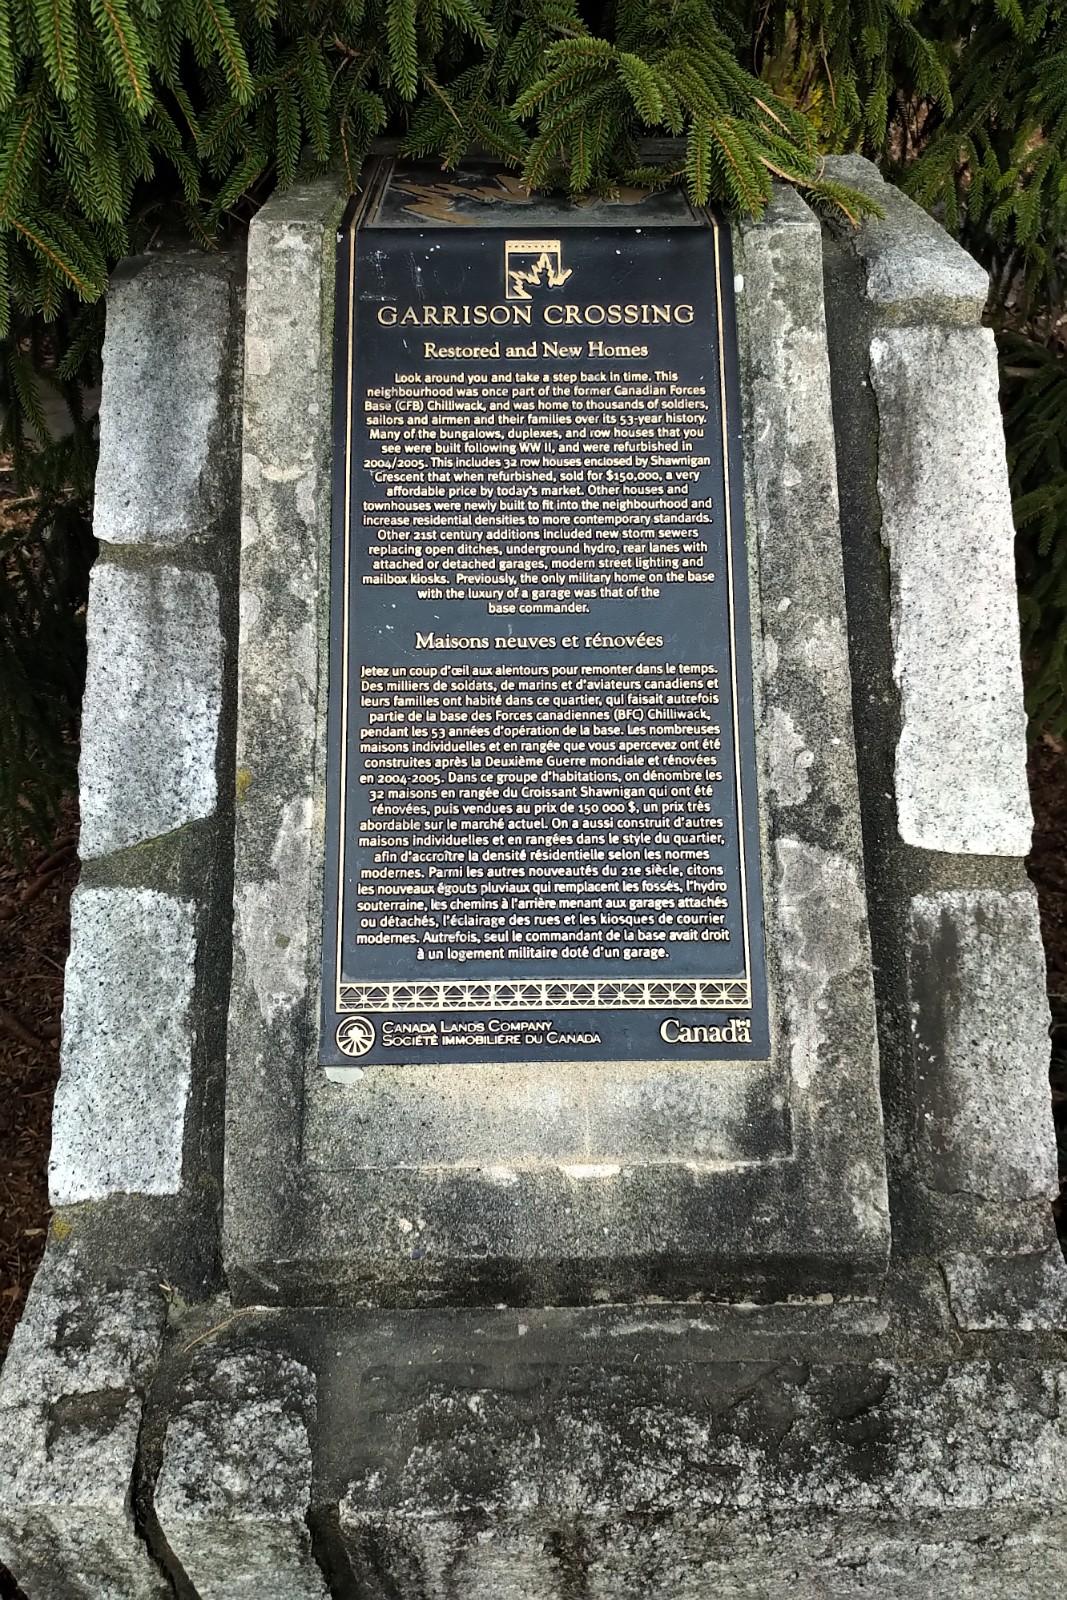 GARRISON CROSSING
Restored and New Homes
Look around you and take a step back in time. This
neighbourhood was once part of the former Canadian Forces
Base (CFB) Chilliwack, and was home to thousands of soldiers,
sailors and airmen and their families over its 53-year history.
Many of the bungalows, duplexes, and row houses that you
see were built following WW II, and were refurbished in
2004/2005. This includes 32 row houses enclosed by Shawnigan
Crescent that when refurbished, sold for $150,000, a very
affordable price by today's market. Other houses and
townhouses were newly built to fit into the neighbourhood and
increase residential densities to more contemporary standards.
Other 21st century additions included new storm sewers
replacing open ditches, underground hydro, rear lanes with
attached or detached garages, modern street lighting and
mailbox kiosks. Previously, the only military home on the base
with the luxury of a garage was that of the
base commander.
Maisons neuves et rénovées
Jetez un coup d'œil aux alentours pour remonter dans le temps.
Des milliers de soldats, de marins et d'aviateurs canadiens et
leurs familles ont habité dans ce quartier, qui faisait autrefois
partie de la base des Forces canadiennes (BFC) Chilliwack,
pendant les 53 années d'opération de la base. Les nombreuses
maisons individuelles et en rangée que vous apercevez ont été
construites après la Deuxième Guerre mondiale et rénovées
en 2004-2005. Dans ce groupe d'habitations, on dénombre les
32 maisons en rangée du Croissant Shawnigan qui ont été
rénovées, puis vendues au prix de 150 000 $, un prix très
abordable sur le marché actuel. On a aussi construit d'autres
maisons individuelles et en rangées dans le style du quartier,
afin d'accroître la densité résidentielle selon les normes
modernes. Parmi les autres nouveautés du 21e siècle, citons
les nouveaux égouts pluviaux qui remplacent les fossés, l'hydro
souterraine, les chemins à l'arrière menant aux garages attachés
ou détachés, l'éclairage des rues et les kiosques de courrier
modernes. Autrefois, seul le commandant de la base avait droit
à un logement militaire doté d'un garage.
CANADA LANDS COMPANY
SOCIÉTÉ IMMOBILIÈRE DU CANADA
Canada